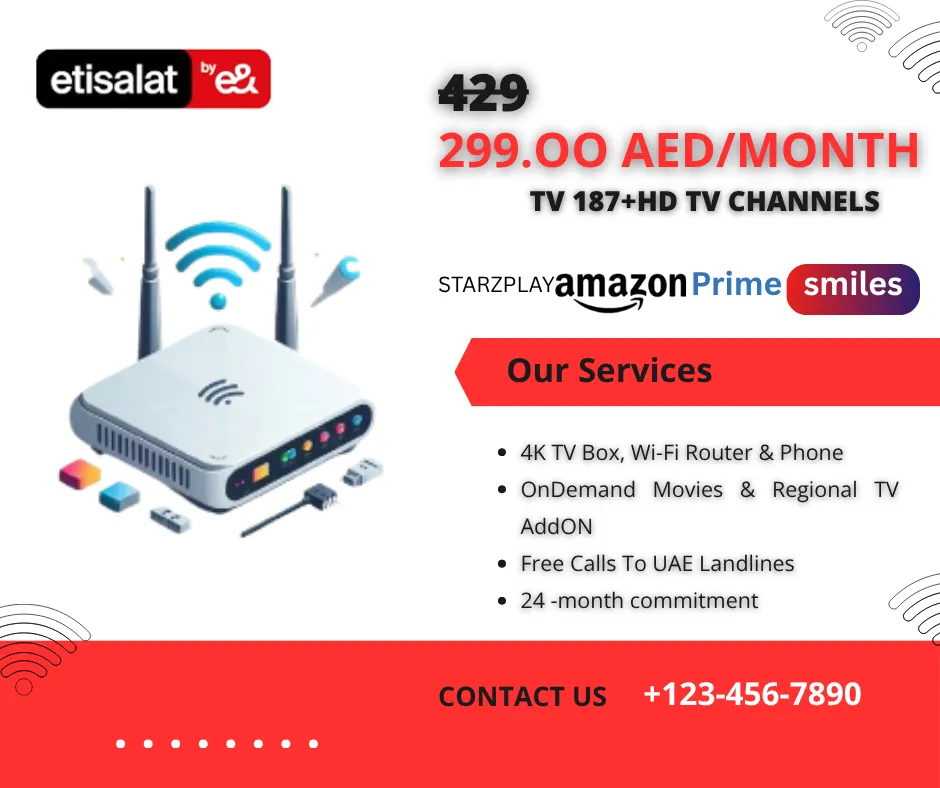 etisalat by e&
429
299.OO AED/MONTH
TV 187+HD TV CHANNELS
STARZPLAY amazon Prime smiles
Our Services
4K TV Box, Wi-Fi Router & Phone
OnDemand Movies & Regional TV
AddON
Free Calls To UAE Landlines
24 -month commitment
CONTACT US +123-456-7890